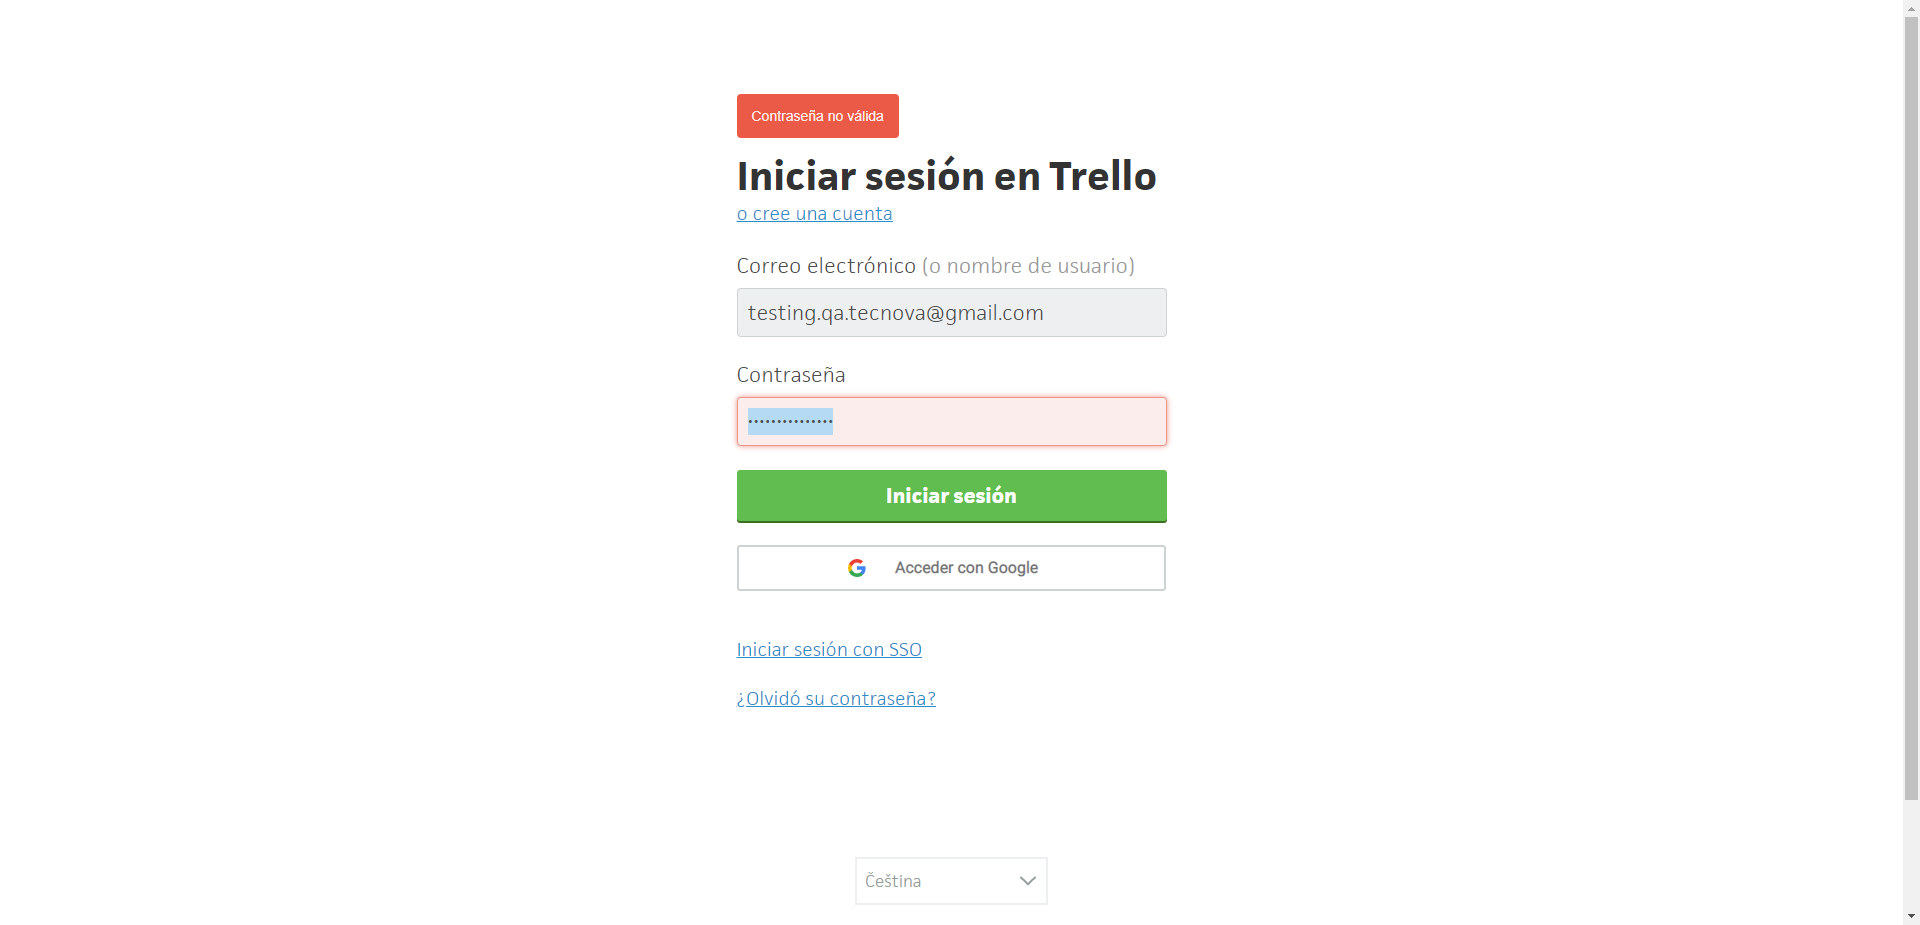 Contraseña no válida
Iniciar sesión en Trello
o cree una cuenta
Correo electrónico (o nombre de usuario)
testing.qa.tecnova@gmail.com
Contraseña
•••••••••••••••
Iniciar sesión
Acceder con Google
Iniciar sesión con SSO
¿Olvidó su contraseña?
Čeština